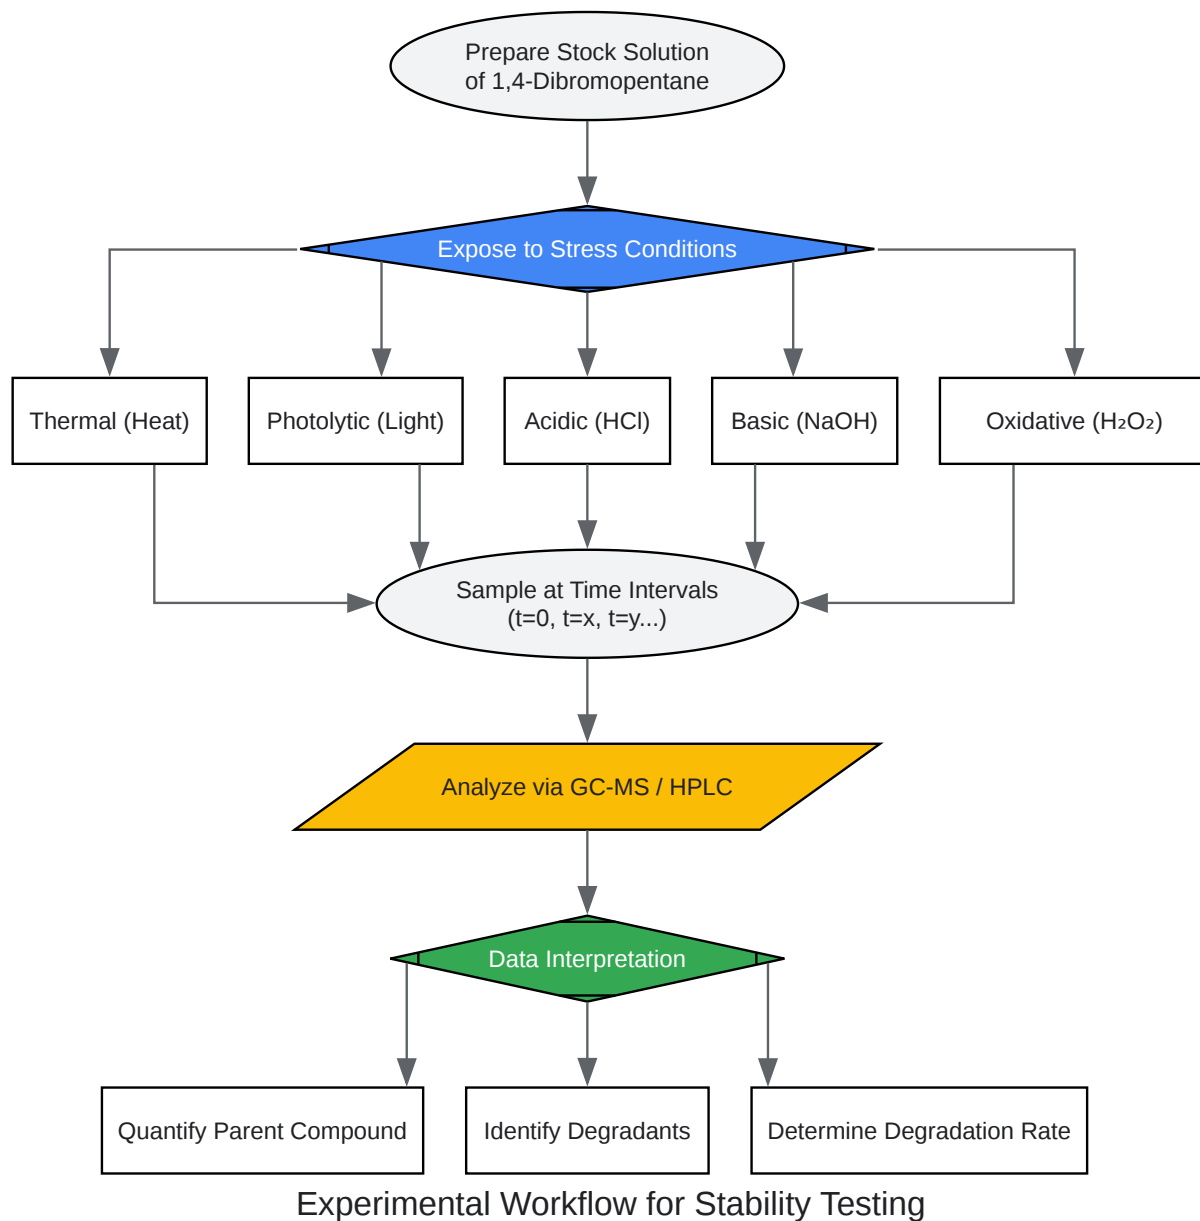 Prepare Stock Solution
of 1,4-Dibromopentane
Expose to Stress Conditions
Thermal (Heat)
Photolytic (Light)
Acidic (HCl)
Basic (NaOH)
Oxidative (H₂O₂)
Sample at Time Intervals
(t=0, t=x, t=y...)
Analyze via GC-MS / HPLC
Data Interpretation
Quantify Parent Compound
Identify Degradants
Determine Degradation Rate
Experimental Workflow for Stability Testing